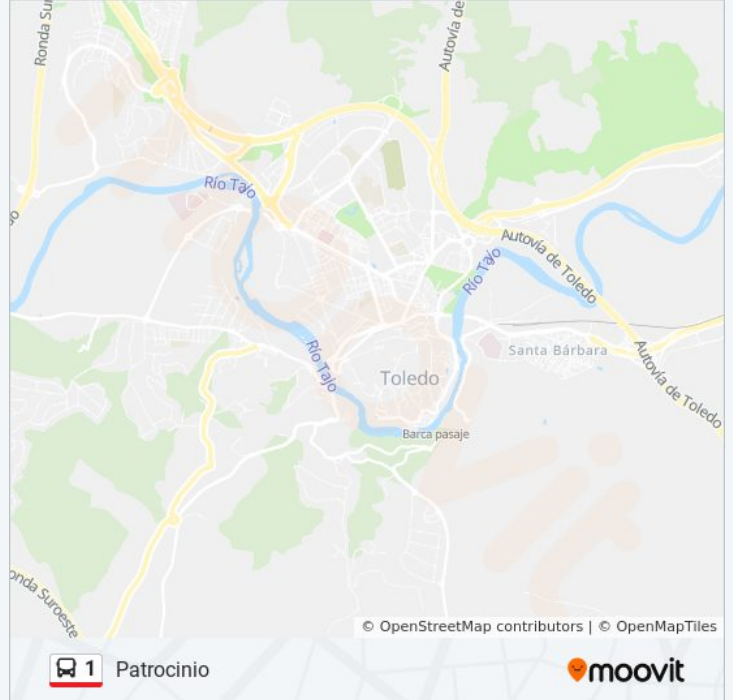 Ronda Sur
Autovía de
Río Tajo
Autovía de Toledo
Río Tajo
Río Tajo
Santa Bárbara
Autovía de Toledo
Toledo
Barca pasaje
onda Suroeste
© OpenStreetMap contributors | © OpenMapTiles
1 Patrocinio
moovit